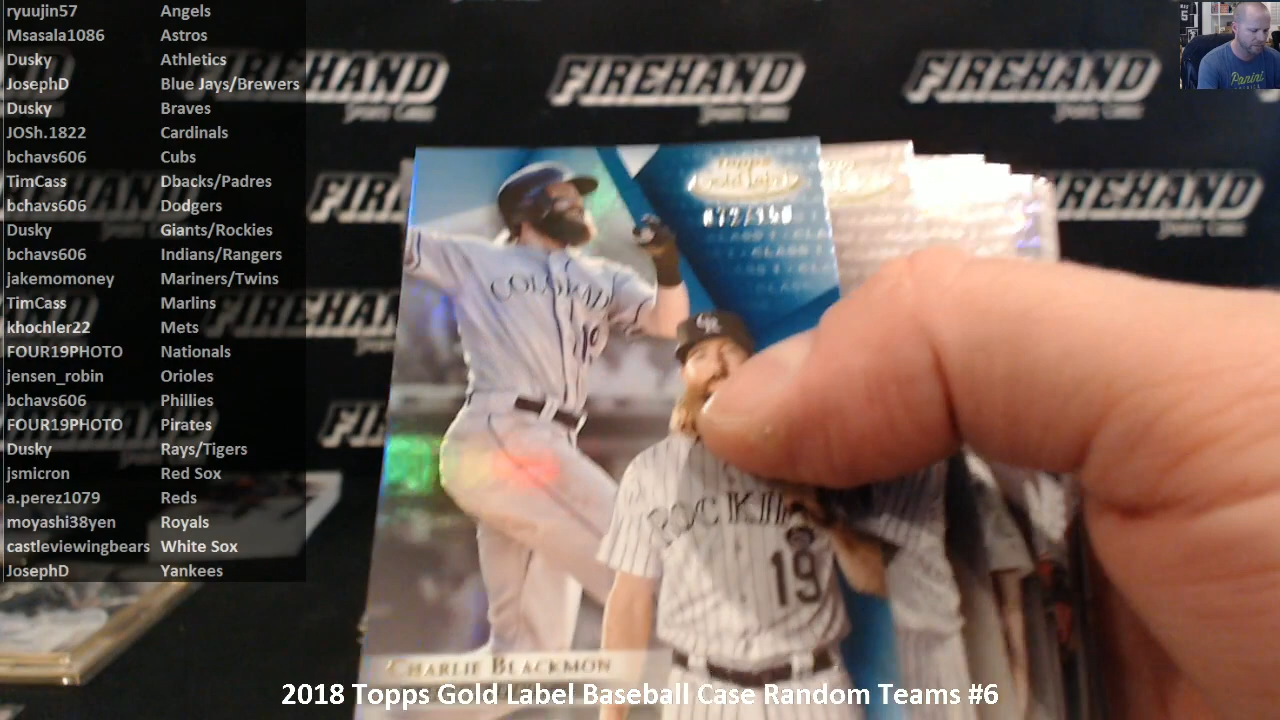 ryuujin57 Angels
Msasala1086 Astros
Dusky Athletics
JosephD Blue Jays/Brewers
Dusky Braves
JOSh.1822 Cardinals
bchavs606 Cubs
TimCass Dbacks/Padres
bchavs606 Dodgers
Dusky Giants/Rockies
bchavs606 Indians/Rangers
jakemomoney Mariners/Twins
TimCass Marlins
khochler22 Mets
FOUR19PHOTO Nationals
jensen_robin Orioles
bchavs606 Phillies
FOUR19PHOTO Pirates
Dusky Rays/Tigers
jsmicron Red Sox
a.perez1079 Reds
moyashi38yen Royals
castleviewingbears White Sox
JosephD Yankees
FIREHAND FIREHAND
Topps
Gold Label
CLASS 1
19
19
CHARLIE BLACKMON
Panini
2018 Topps Gold Label Baseball Case Random Teams #6